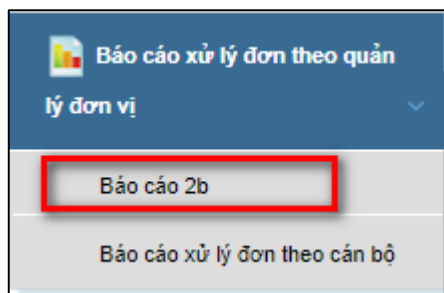 Báo cáo xử lý đơn theo quản
lý đơn vị
Báo cáo 2b
Báo cáo xử lý đơn theo cán bộ